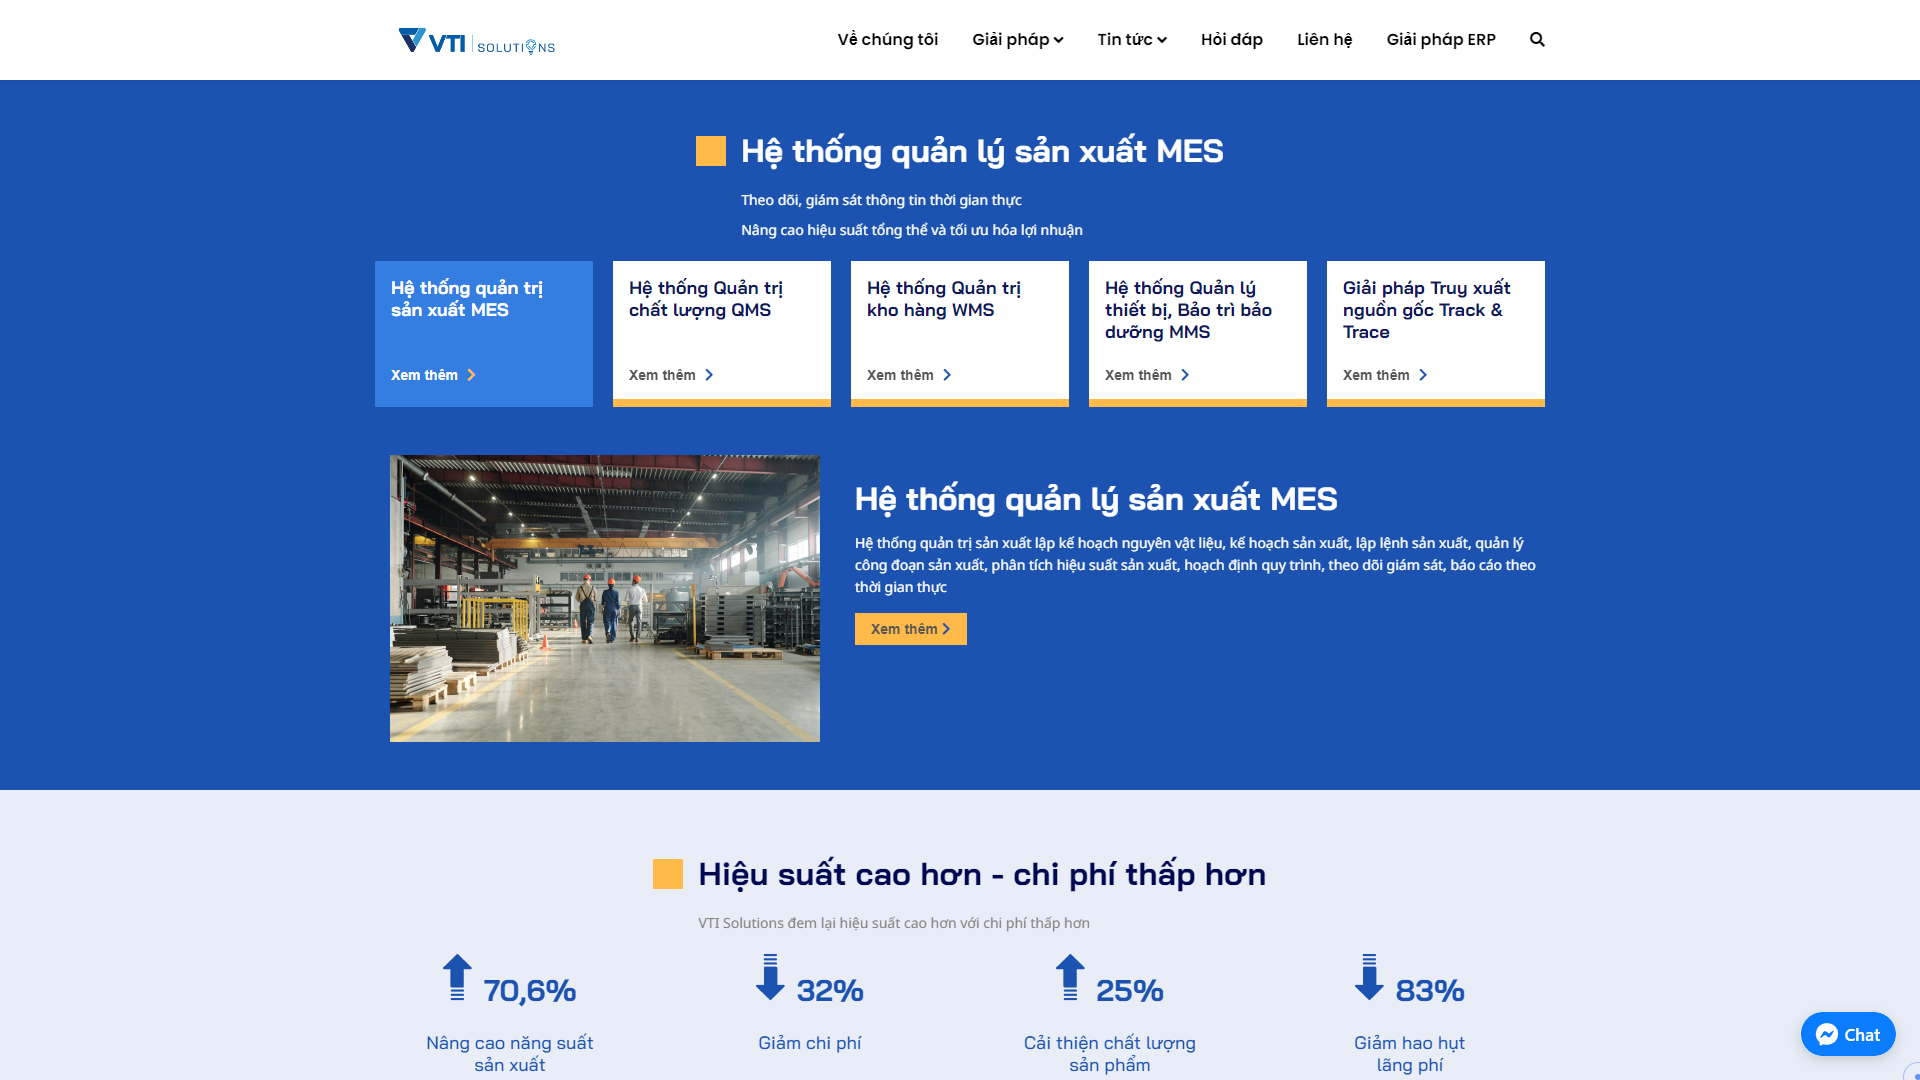 VTI SOLUTIONS
Về chúng tôi
Giải pháp
Tin tức
Hỏi đáp
Liên hệ
Giải pháp ERP
Hệ thống quản lý sản xuất MES
Theo dõi, giám sát thông tin thời gian thực
Nâng cao hiệu suất tổng thể và tối ưu hóa lợi nhuận
Hệ thống quản trị
sản xuất MES
Xem thêm
Hệ thống Quản trị
chất lượng QMS
Xem thêm
Hệ thống Quản trị
kho hàng WMS
Xem thêm
Hệ thống Quản lý
thiết bị, Bảo trì bảo
dưỡng MMS
Xem thêm
Giải pháp Truy xuất
nguồn gốc Track &
Trace
Xem thêm
Hệ thống quản lý sản xuất MES
Hệ thống quản trị sản xuất lập kế hoạch nguyên vật liệu, kế hoạch sản xuất, lập lệnh sản xuất, quản lý
công đoạn sản xuất, phân tích hiệu suất sản xuất, hoạch định quy trình, theo dõi giám sát, báo cáo theo
thời gian thực
Xem thêm
Hiệu suất cao hơn - chi phí thấp hơn
VTI Solutions đem lại hiệu suất cao hơn với chi phí thấp hơn
70,6%
Nâng cao năng suất
sản xuất
32%
Giảm chi phí
25%
Cải thiện chất lượng
sản phẩm
83%
Giảm hao hụt
lãng phí
Chat